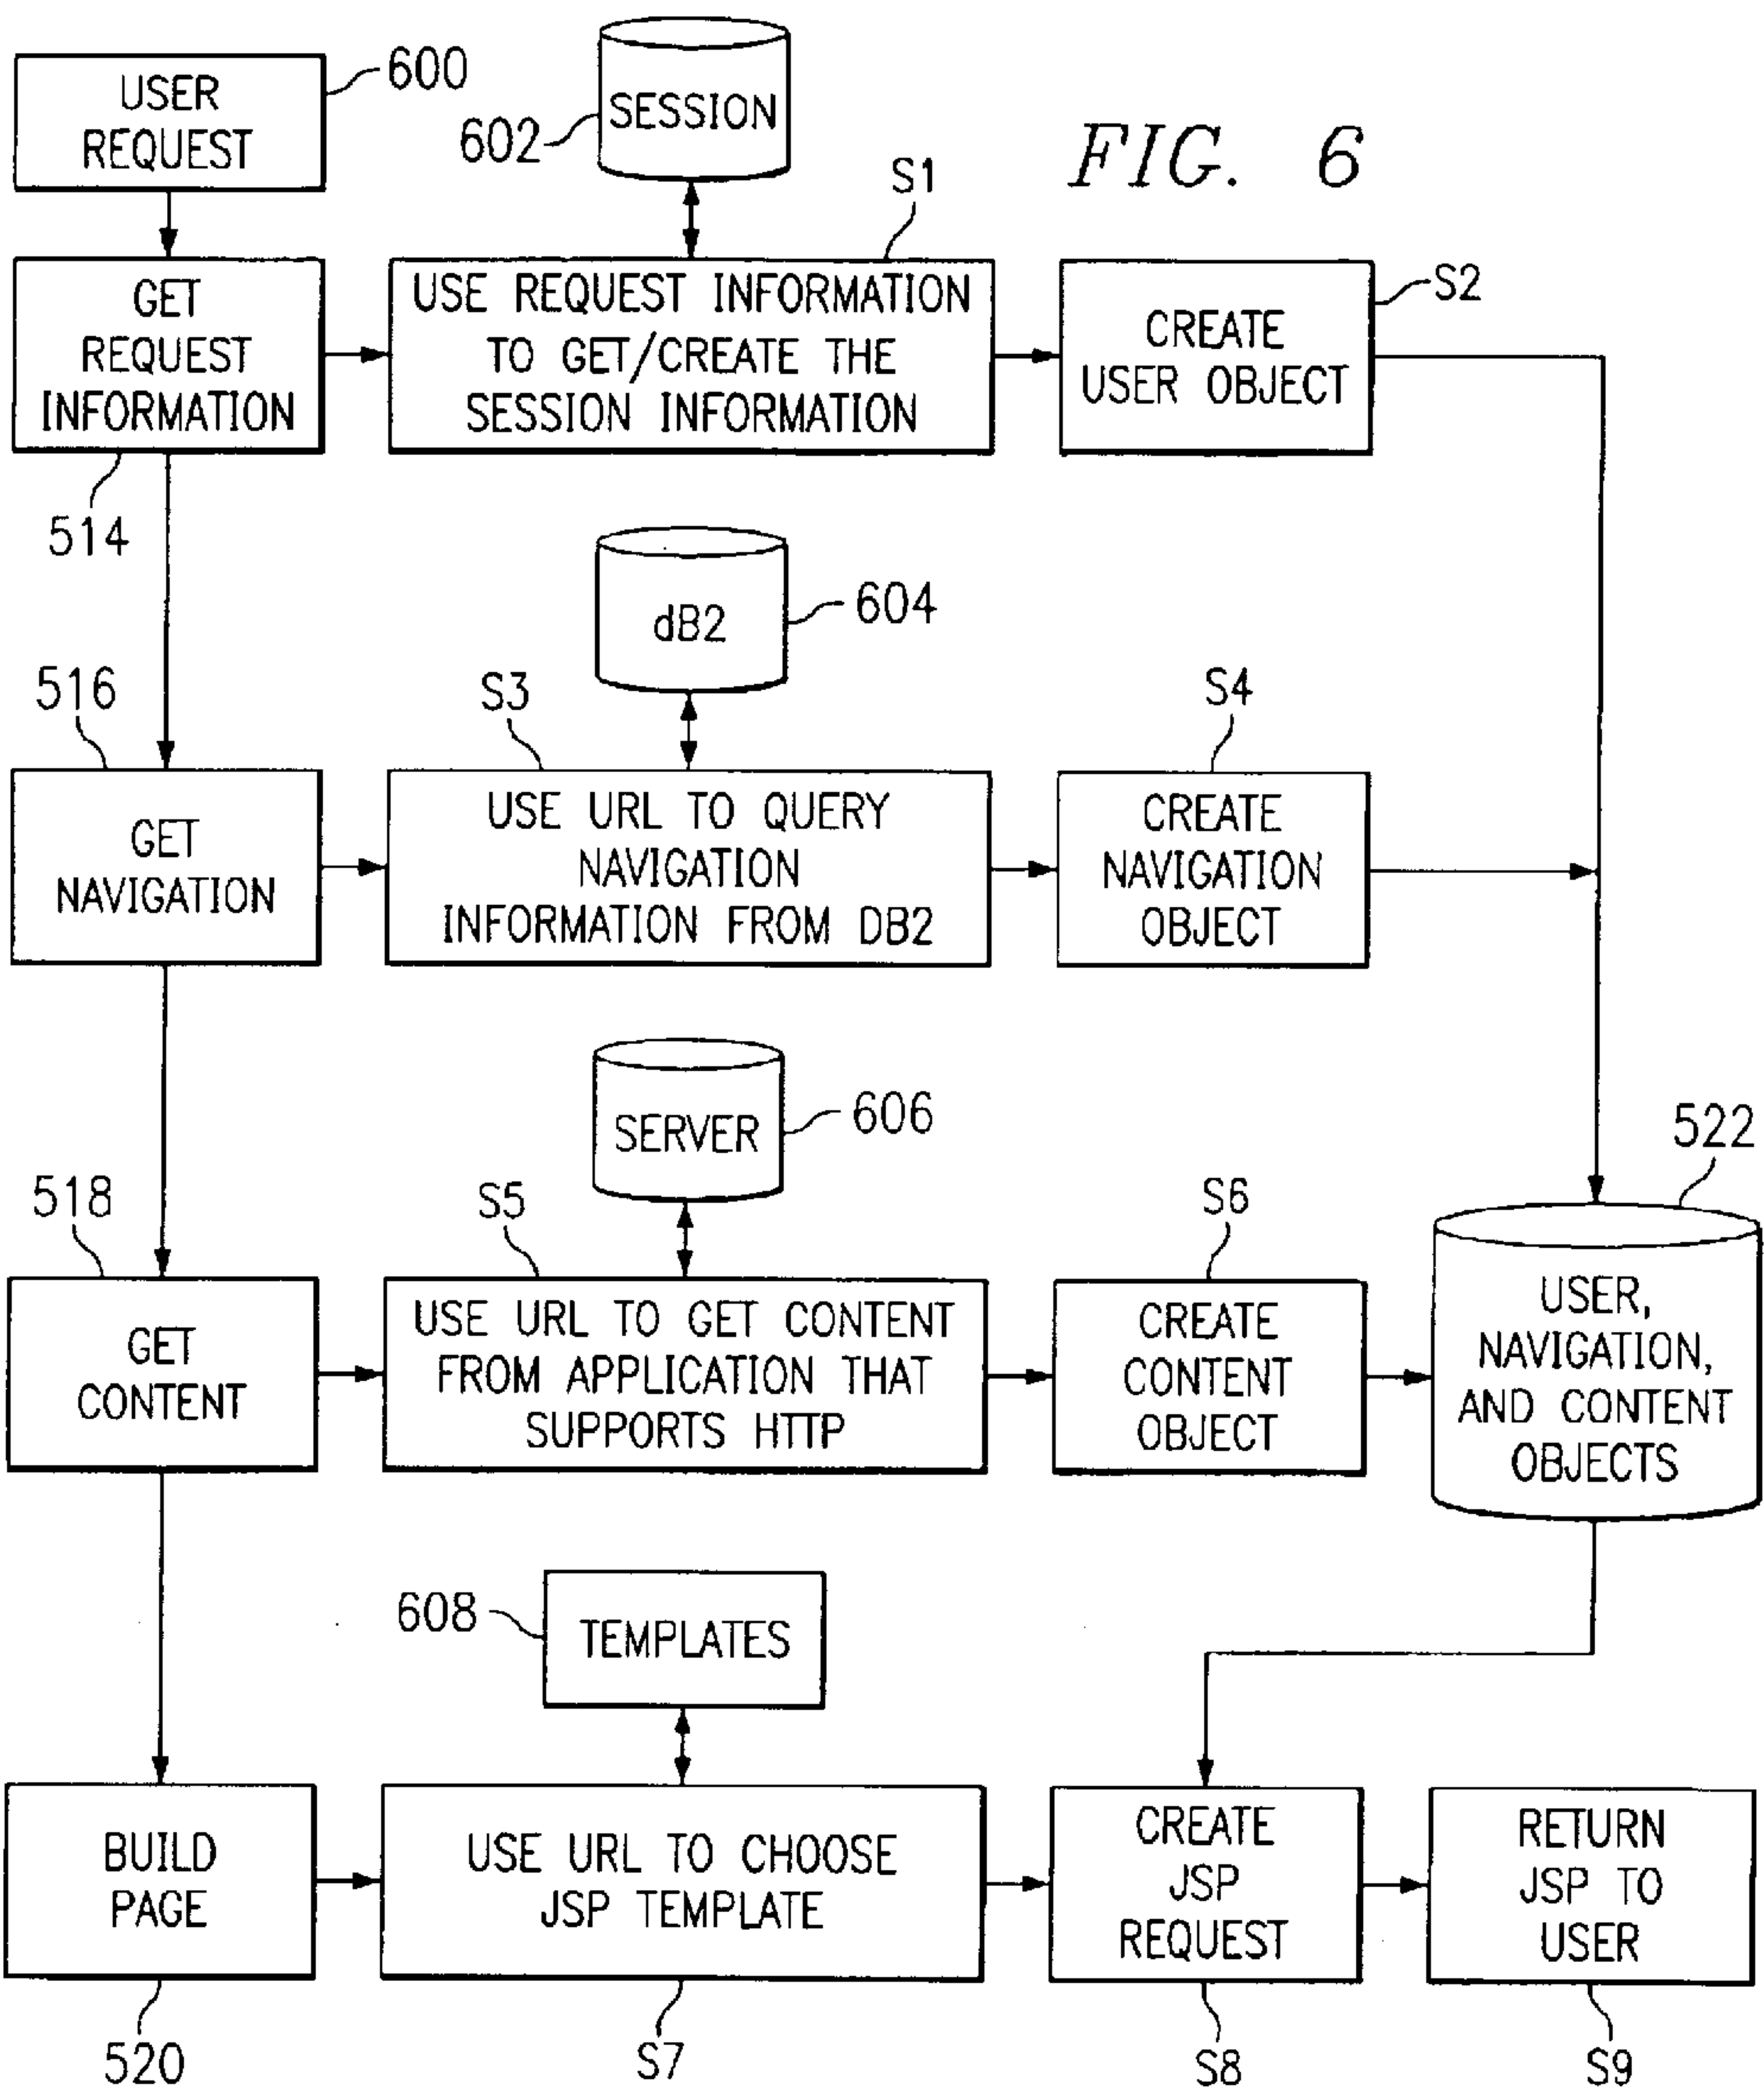 USER
REQUEST
600
SESSION
602
FIG. 6
S1
GET
REQUEST
INFORMATION
514
USE REQUEST INFORMATION
TO GET/CREATE THE
SESSION INFORMATION
CREATE
USER OBJECT
S2
dB2
604
516
GET
NAVIGATION
S3
USE URL TO QUERY
NAVIGATION
INFORMATION FROM DB2
S4
CREATE
NAVIGATION
OBJECT
SERVER
606
522
518
GET
CONTENT
S5
USE URL TO GET CONTENT
FROM APPLICATION THAT
SUPPORTS HTTP
S6
CREATE
CONTENT
OBJECT
USER,
NAVIGATION,
AND CONTENT
OBJECTS
608
TEMPLATES
BUILD
PAGE
520
USE URL TO CHOOSE
JSP TEMPLATE
S7
CREATE
JSP
REQUEST
S8
RETURN
JSP TO
USER
S9